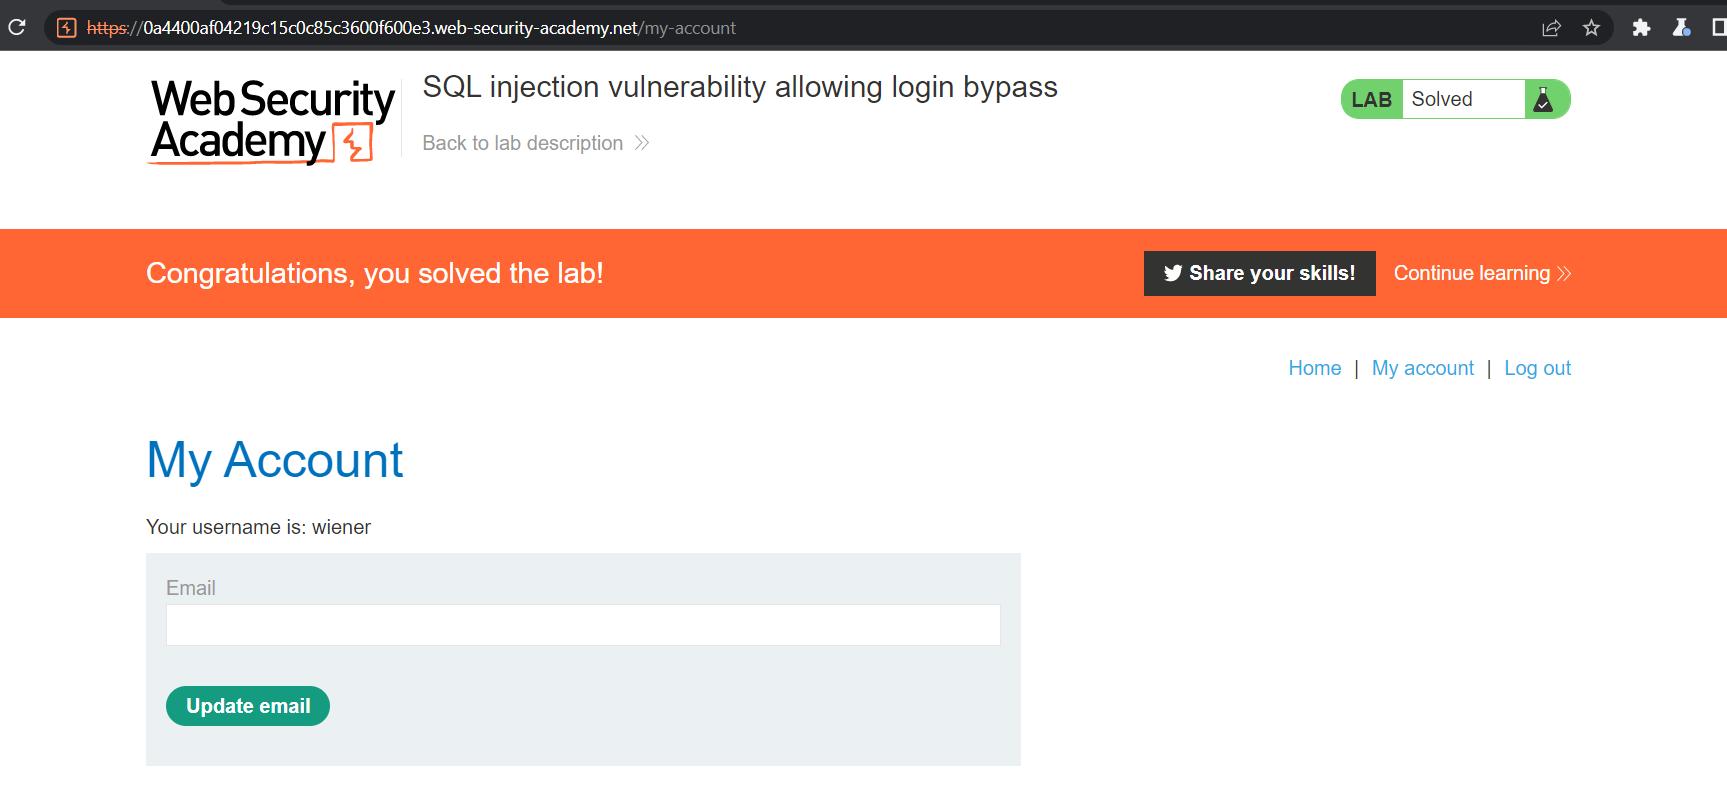 https://0a4400af04219c15c0c85c3600f600e3.web-security-academy.net/my-account
Web Security
Academy
SQL injection vulnerability allowing login bypass
Back to lab description
LAB Solved
Congratulations, you solved the lab!
Share your skills!
Continue learning
Home | My account | Log out
My Account
Your username is: wiener
Email
Update email